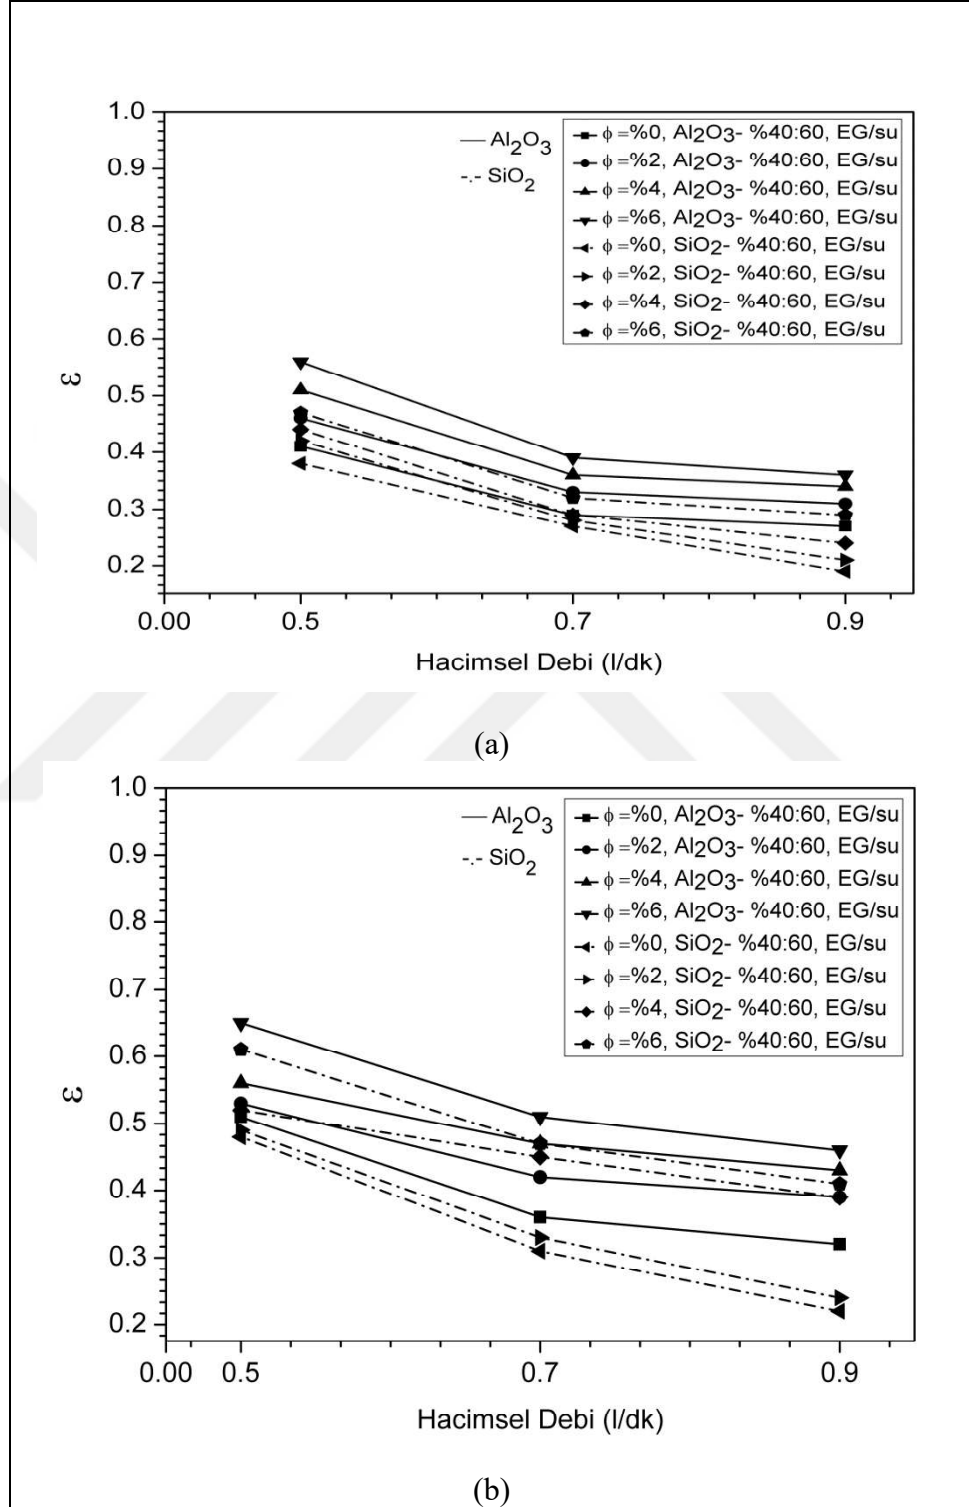 1.0
0.9
0.8
0.7
0.6
0.5
0.4
0.3
0.2
ε
Al2O3
SiO2
ϕ =%0, Al2O3- %40:60, EG/su
ϕ =%2, Al2O3- %40:60, EG/su
ϕ =%4, Al2O3- %40:60, EG/su
ϕ =%6, Al2O3- %40:60, EG/su
ϕ =%0, SiO2- %40:60, EG/su
ϕ =%2, SiO2- %40:60, EG/su
ϕ =%4, SiO2- %40:60, EG/su
ϕ =%6, SiO2- %40:60, EG/su
0.00 0.5 0.7 0.9
Hacimsel Debi (l/dk)
(a)
1.0
0.9
0.8
0.7
0.6
0.5
0.4
0.3
0.2
ε
Al2O3
SiO2
ϕ =%0, Al2O3- %40:60, EG/su
ϕ =%2, Al2O3- %40:60, EG/su
ϕ =%4, Al2O3- %40:60, EG/su
ϕ =%6, Al2O3- %40:60, EG/su
ϕ =%0, SiO2- %40:60, EG/su
ϕ =%2, SiO2- %40:60, EG/su
ϕ =%4, SiO2- %40:60, EG/su
ϕ =%6, SiO2- %40:60, EG/su
0.00 0.5 0.7 0.9
Hacimsel Debi (l/dk)
(b)